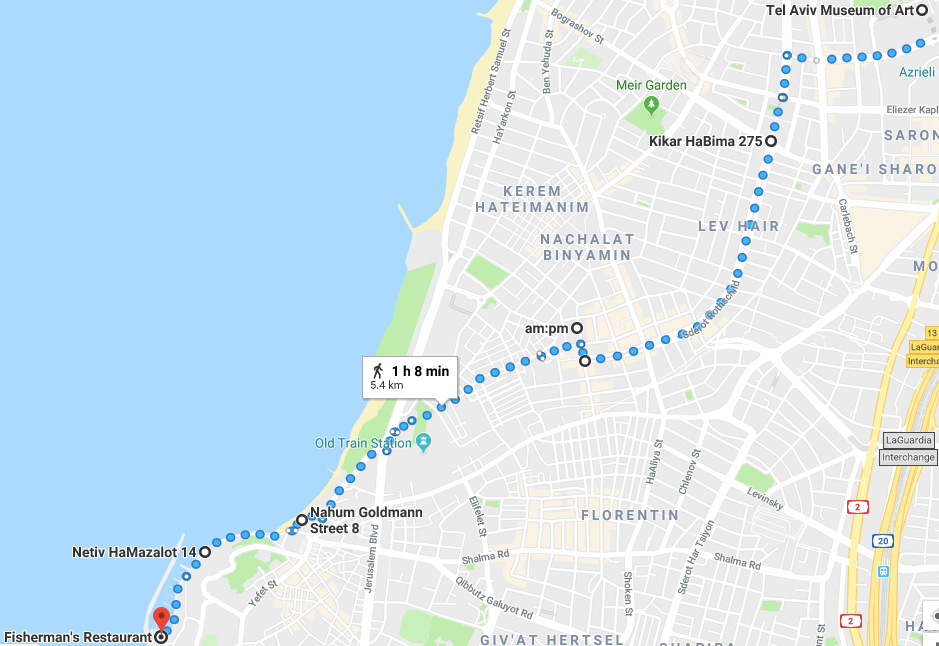 Tel Aviv Museum of Art
Bograshov St
Retsif Herbert Samuel St
Ben Yehuda St
HaYarkon St
Azrieli
Meir Garden
Eliezer Kapl
SARON
Kikar HaBima 275
GANE'I SHARO
KEREM
HATEIMANIM
LEV HAIR
Carlebach St
NACHALAT
BINYAMIN
MO
Sderot Rothschild
am:pm
13
LaGuar
Intercha
1 h 8 min
5.4 km
Old Train Station
LaGuardia
Interchange
HaAliya St
Chlenov St
Levinsky
2
Nahum Goldmann
Street 8
Elifelet St
FLORENTIN
Sderot Har Tsiyon
20
Netiv HaMazalot 14
Jerusalem Blvd
Shalma Rd
Shalma Rd
Yefet St
Qibbutz Galuyot Rd
Shoken St
2
Fisherman's Restaurant
GIV'AT HERTSEL
nt St
HA